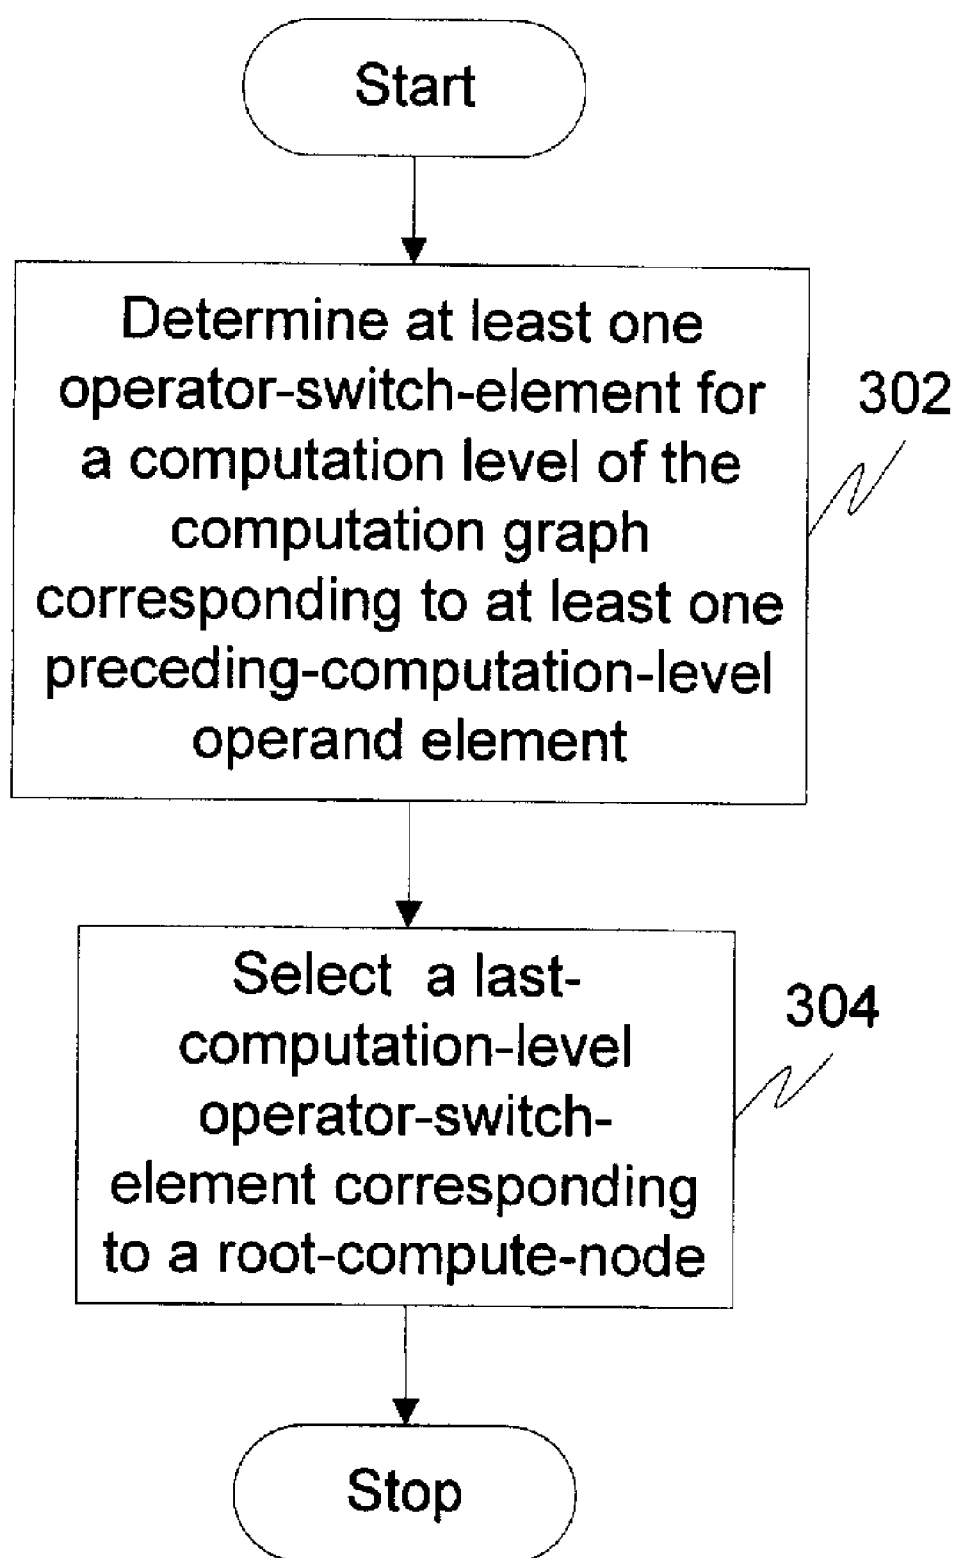 Start
Determine at least one
operator-switch-element for
a computation level of the
computation graph
corresponding to at least one
preceding-computation-level
operand element
302
Select a last-
computation-level
operator-switch-
element corresponding
to a root-compute-node
304
Stop